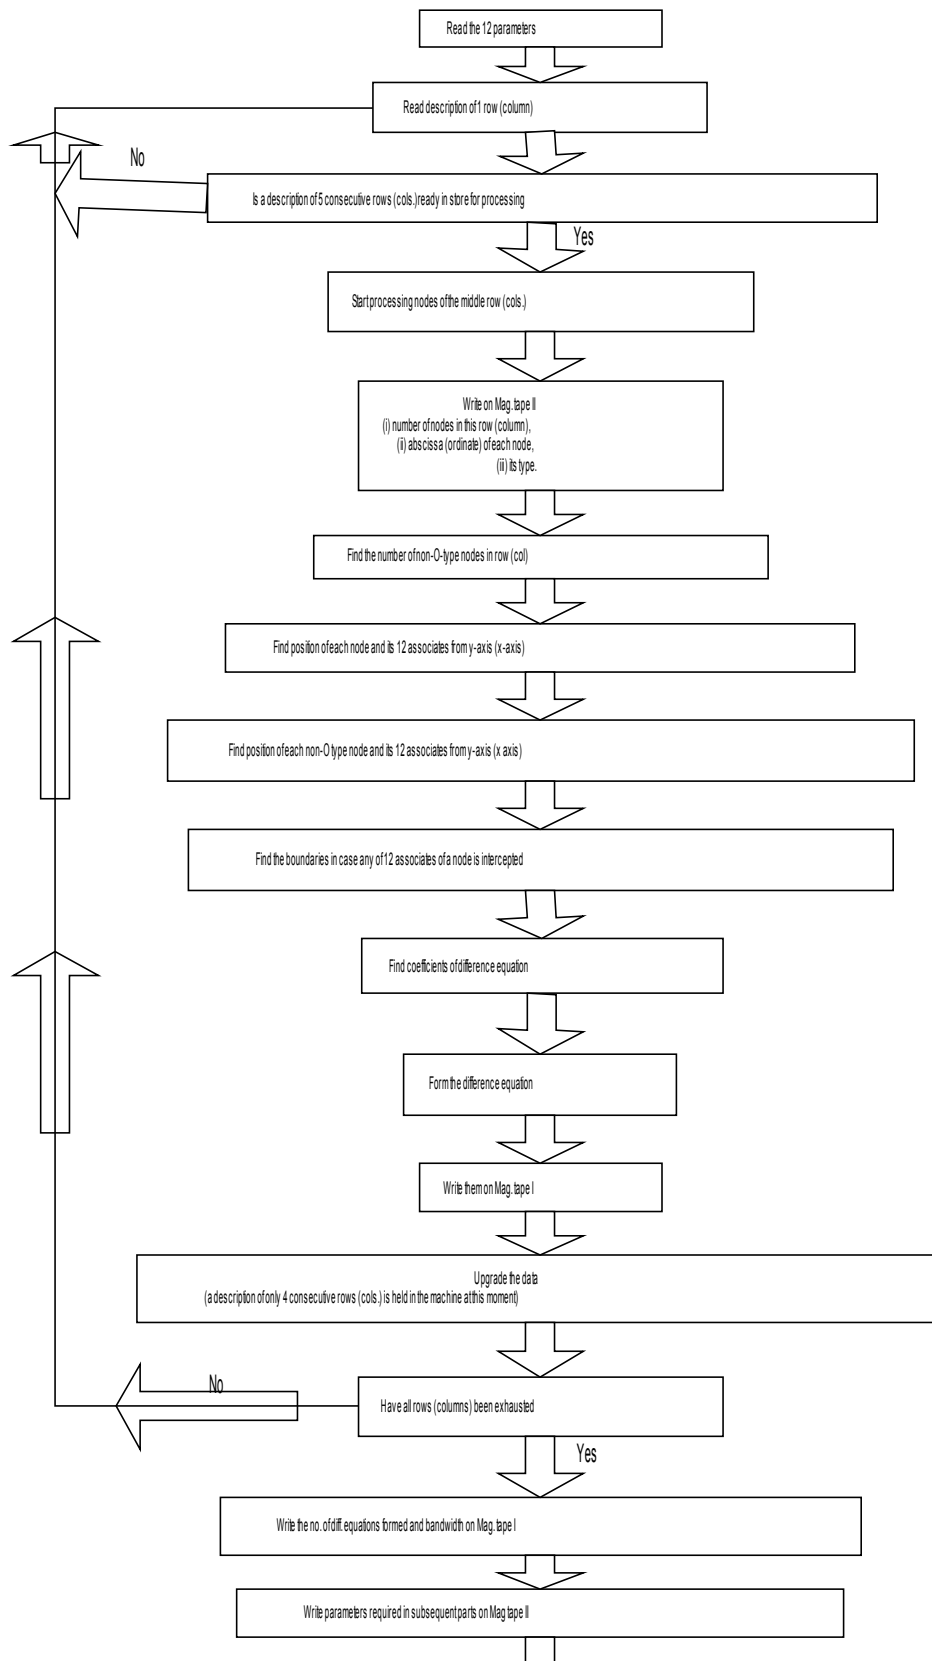 Read the 12 parameters
Read description of 1 row (column)
No
Is a description of 5 consecutive rows (cols.) ready in store for processing
Yes
Start processing nodes of the middle row (cols.)
Write on Mag. tape II
(i) number of nodes in this row (column),
(ii) abscissa (ordinate) of each node,
(iii) its type.
Find the number of non-O-type nodes in row (col)
Find position of each node and its 12 associates from y-axis (x-axis)
Find position of each non-O type node and its 12 associates from y-axis (x axis)
Find the boundaries in case any of 12 associates of a node is intercepted
Find coefficients of difference equation
Form the difference equation
Write them on Mag. tape I
Upgrade the data
(a description of only 4 consecutive rows (cols.) is held in the machine at this moment)
No
Have all rows (columns) been exhausted
Yes
Write the no. of diff. equations formed and bandwidth on Mag. tape I
Write parameters required in subsequent parts on Mag tape II